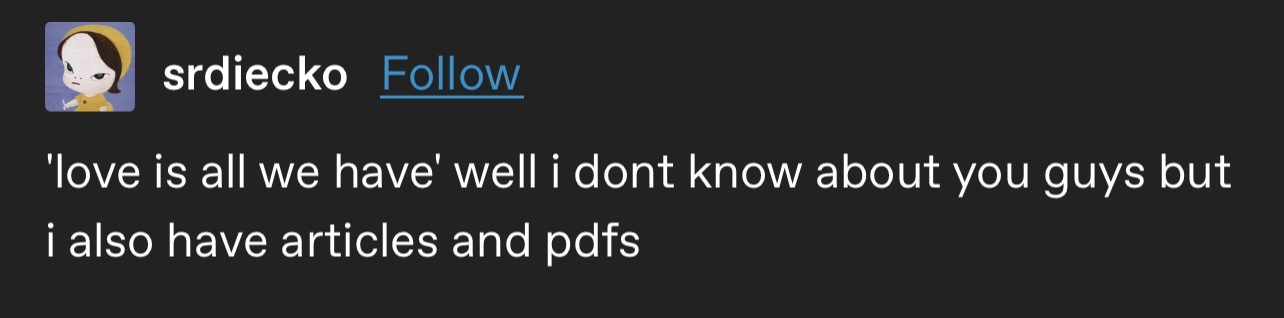 srdiecko Follow
'love is all we have' well i dont know about you guys but
i also have articles and pdfs